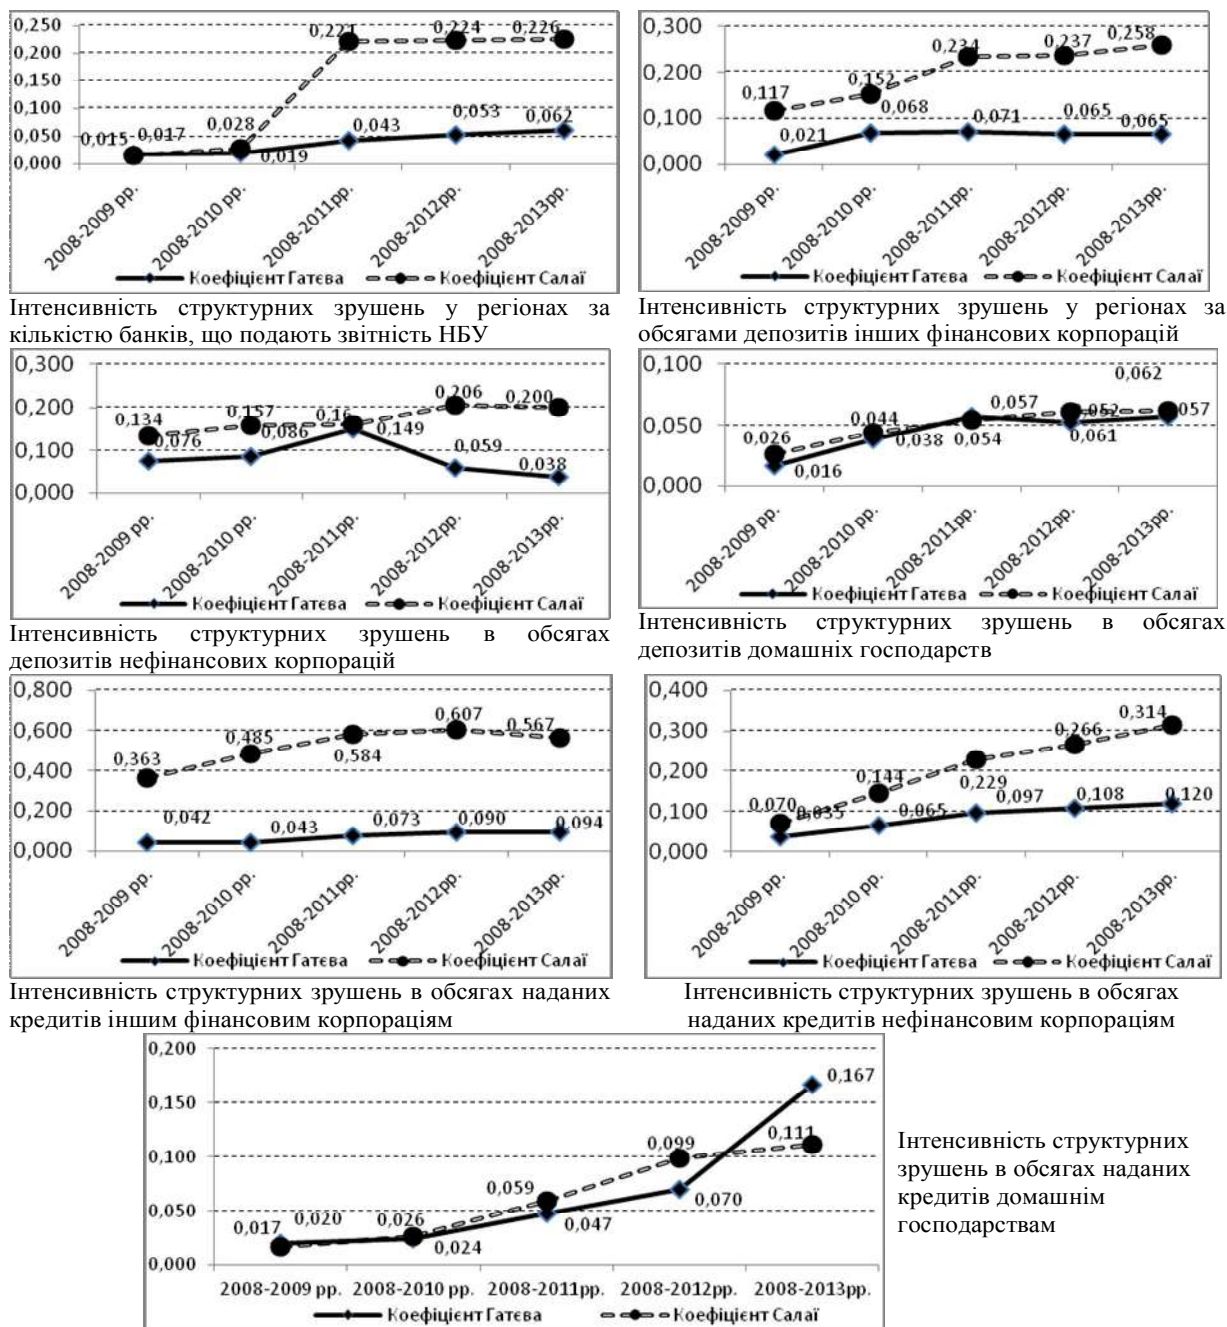 0,250
0,200
0,150
0,100
0,050
0,000
0,015
0,017
0,028
0,019
0,221
0,043
0,224
0,053
0,226
0,062
2008-2009 рр.
2008-2010 рр.
2008-2011рр.
2008-2012рр.
2008-2013рр.
Коефіцієнт Гатєва
Коефіцієнт Салаї
Інтенсивність структурних зрушень у регіонах за
кількістю банків, що подають звітність НБУ
0,300
0,200
0,100
0,000
0,117
0,021
0,152
0,068
0,234
0,071
0,237
0,065
0,258
0,065
2008-2009 рр.
2008-2010 рр.
2008-2011рр.
2008-2012рр.
2008-2013рр.
Коефіцієнт Гатєва
Коефіцієнт Салаї
Інтенсивність структурних зрушень у регіонах за
обсягами депозитів інших фінансових корпорацій
0,300
0,200
0,100
0,000
0,134
0,076
0,157
0,086
0,16
0,149
0,206
0,059
0,200
0,038
2008-2009 рр.
2008-2010 рр.
2008-2011рр.
2008-2012рр.
2008-2013рр.
Коефіцієнт Гатєва
Коефіцієнт Салаї
Інтенсивність структурних зрушень в обсягах
депозитів нефінансових корпорацій
0,100
0,050
0,000
0,026
0,016
0,044
0,038
0,057
0,054
0,052
0,061
0,062
0,057
2008-2009 рр.
2008-2010 рр.
2008-2011рр.
2008-2012рр.
2008-2013рр.
Коефіцієнт Гатєва
Коефіцієнт Салаї
Інтенсивність структурних зрушень в обсягах
депозитів домашніх господарств
0,800
0,600
0,400
0,200
0,000
0,363
0,042
0,485
0,043
0,584
0,073
0,607
0,090
0,567
0,094
2008-2009 рр.
2008-2010 рр.
2008-2011рр.
2008-2012рр.
2008-2013рр.
Коефіцієнт Гатєва
Коефіцієнт Салаї
Інтенсивність структурних зрушень в обсягах наданих
кредитів іншим фінансовим корпораціям
0,400
0,300
0,200
0,100
0,000
0,070
0,035
0,144
0,065
0,229
0,097
0,266
0,108
0,314
0,120
2008-2009 рр.
2008-2010 рр.
2008-2011рр.
2008-2012рр.
2008-2013рр.
Коефіцієнт Гатєва
Коефіцієнт Салаї
Інтенсивність структурних зрушень в обсягах
наданих кредитів нефінансовим корпораціям
0,200
0,150
0,100
0,050
0,000
0,017
0,020
0,026
0,024
0,059
0,047
0,099
0,070
0,111
0,167
2008-2009 рр.
2008-2010 рр.
2008-2011рр.
2008-2012рр.
2008-2013рр.
Коефіцієнт Гатєва
Коефіцієнт Салаї
Інтенсивність структурних
зрушень в обсягах наданих
кредитів домашнім
господарствам